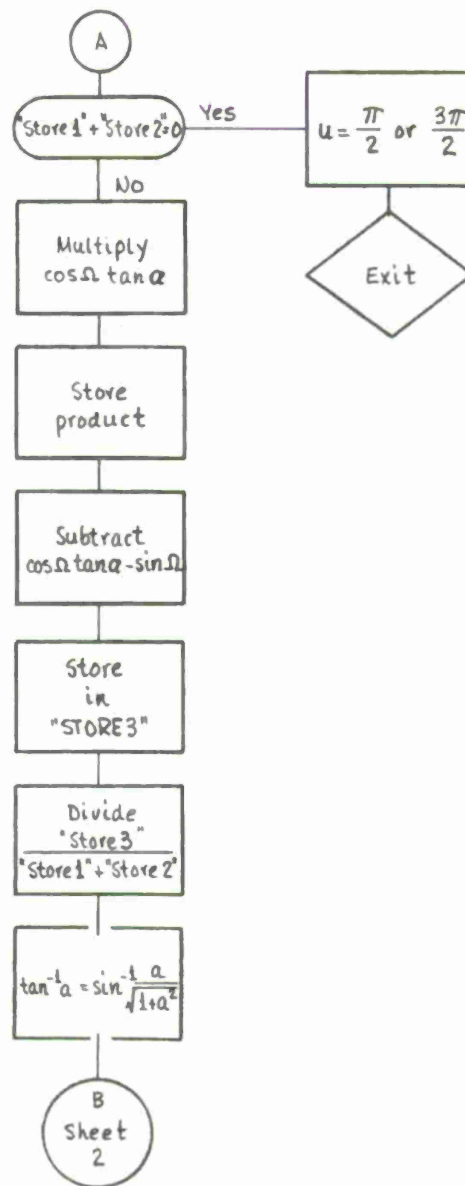 A
"Store 1" + "Store 2" = 0
Yes
u = π/2 or 3π/2
Exit
No
Multiply
cosΩ tanα
Store
product
Subtract
cosΩ tanα - sinΩ
Store
in
"STORE3"
Divide
"Store 3"
"Store 1" + "Store 2"
tan⁻¹a = sin⁻¹ a/√(1+a²)
B
Sheet
2